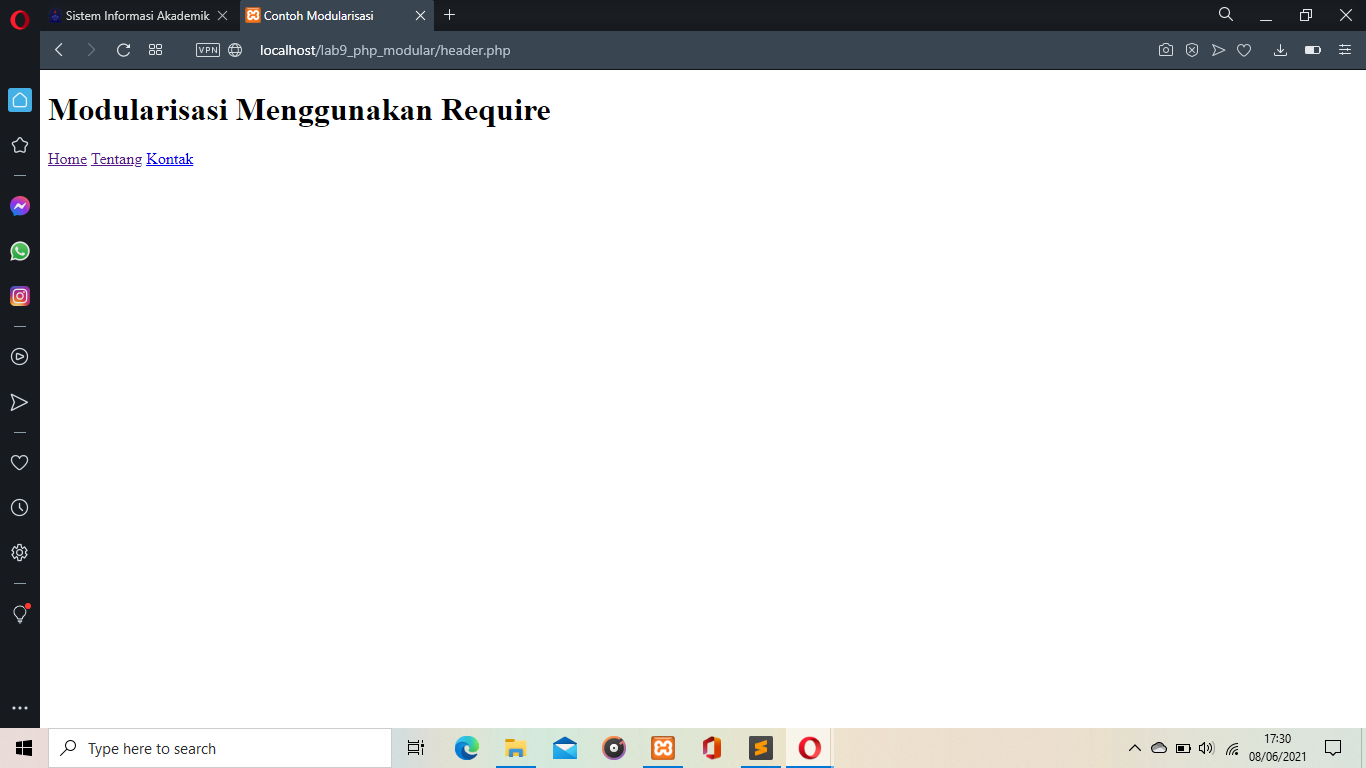 Sistem Informasi Akademik
Contoh Modularisasi
VPN
localhost/lab9_php_modular/header.php
Modularisasi Menggunakan Require
Home Tentang Kontak
Type here to search
17:30
08/06/2021